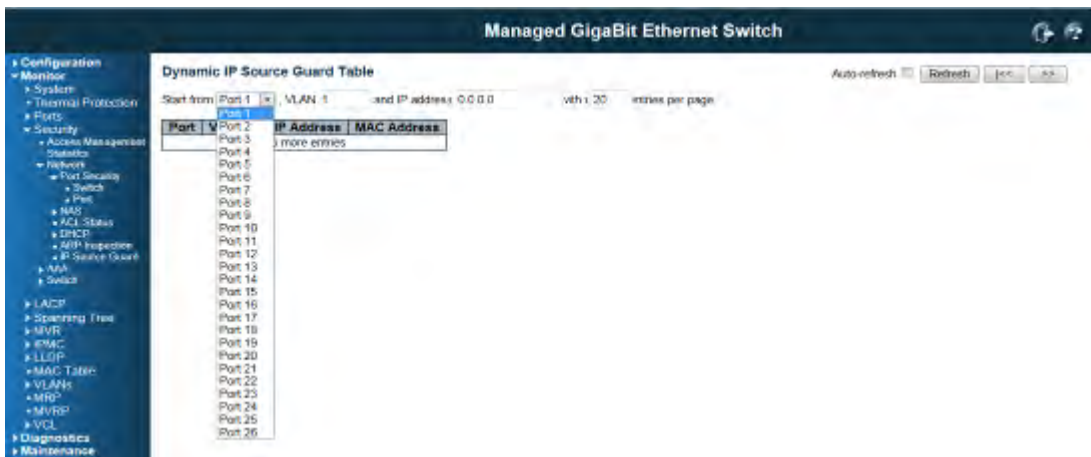 Managed GigaBit Ethernet Switch
Configuration
Monitor
System
Thermal Protection
Ports
Security
Access Management
Statistics
Network
Port Security
Switch
Port
NAS
ACL Status
DHCP
ARP Inspection
IP Source Guard
AAA
Switch
LACP
Spanning Tree
MVR
IPMC
LLDP
MAC Table
VLANs
MRP
MVRP
VCL
Diagnostics
Maintenance
Dynamic IP Source Guard Table
Auto-refresh Refresh |<< >>
Start from Port 1 , VLAN 1 and IP address 0.0.0.0 with 20 entries per page
Port V IP Address MAC Address
more entries
Port 1
Port 2
Port 3
Port 4
Port 5
Port 6
Port 7
Port 8
Port 9
Port 10
Port 11
Port 12
Port 13
Port 14
Port 15
Port 16
Port 17
Port 18
Port 19
Port 20
Port 21
Port 22
Port 23
Port 24
Port 25
Port 26